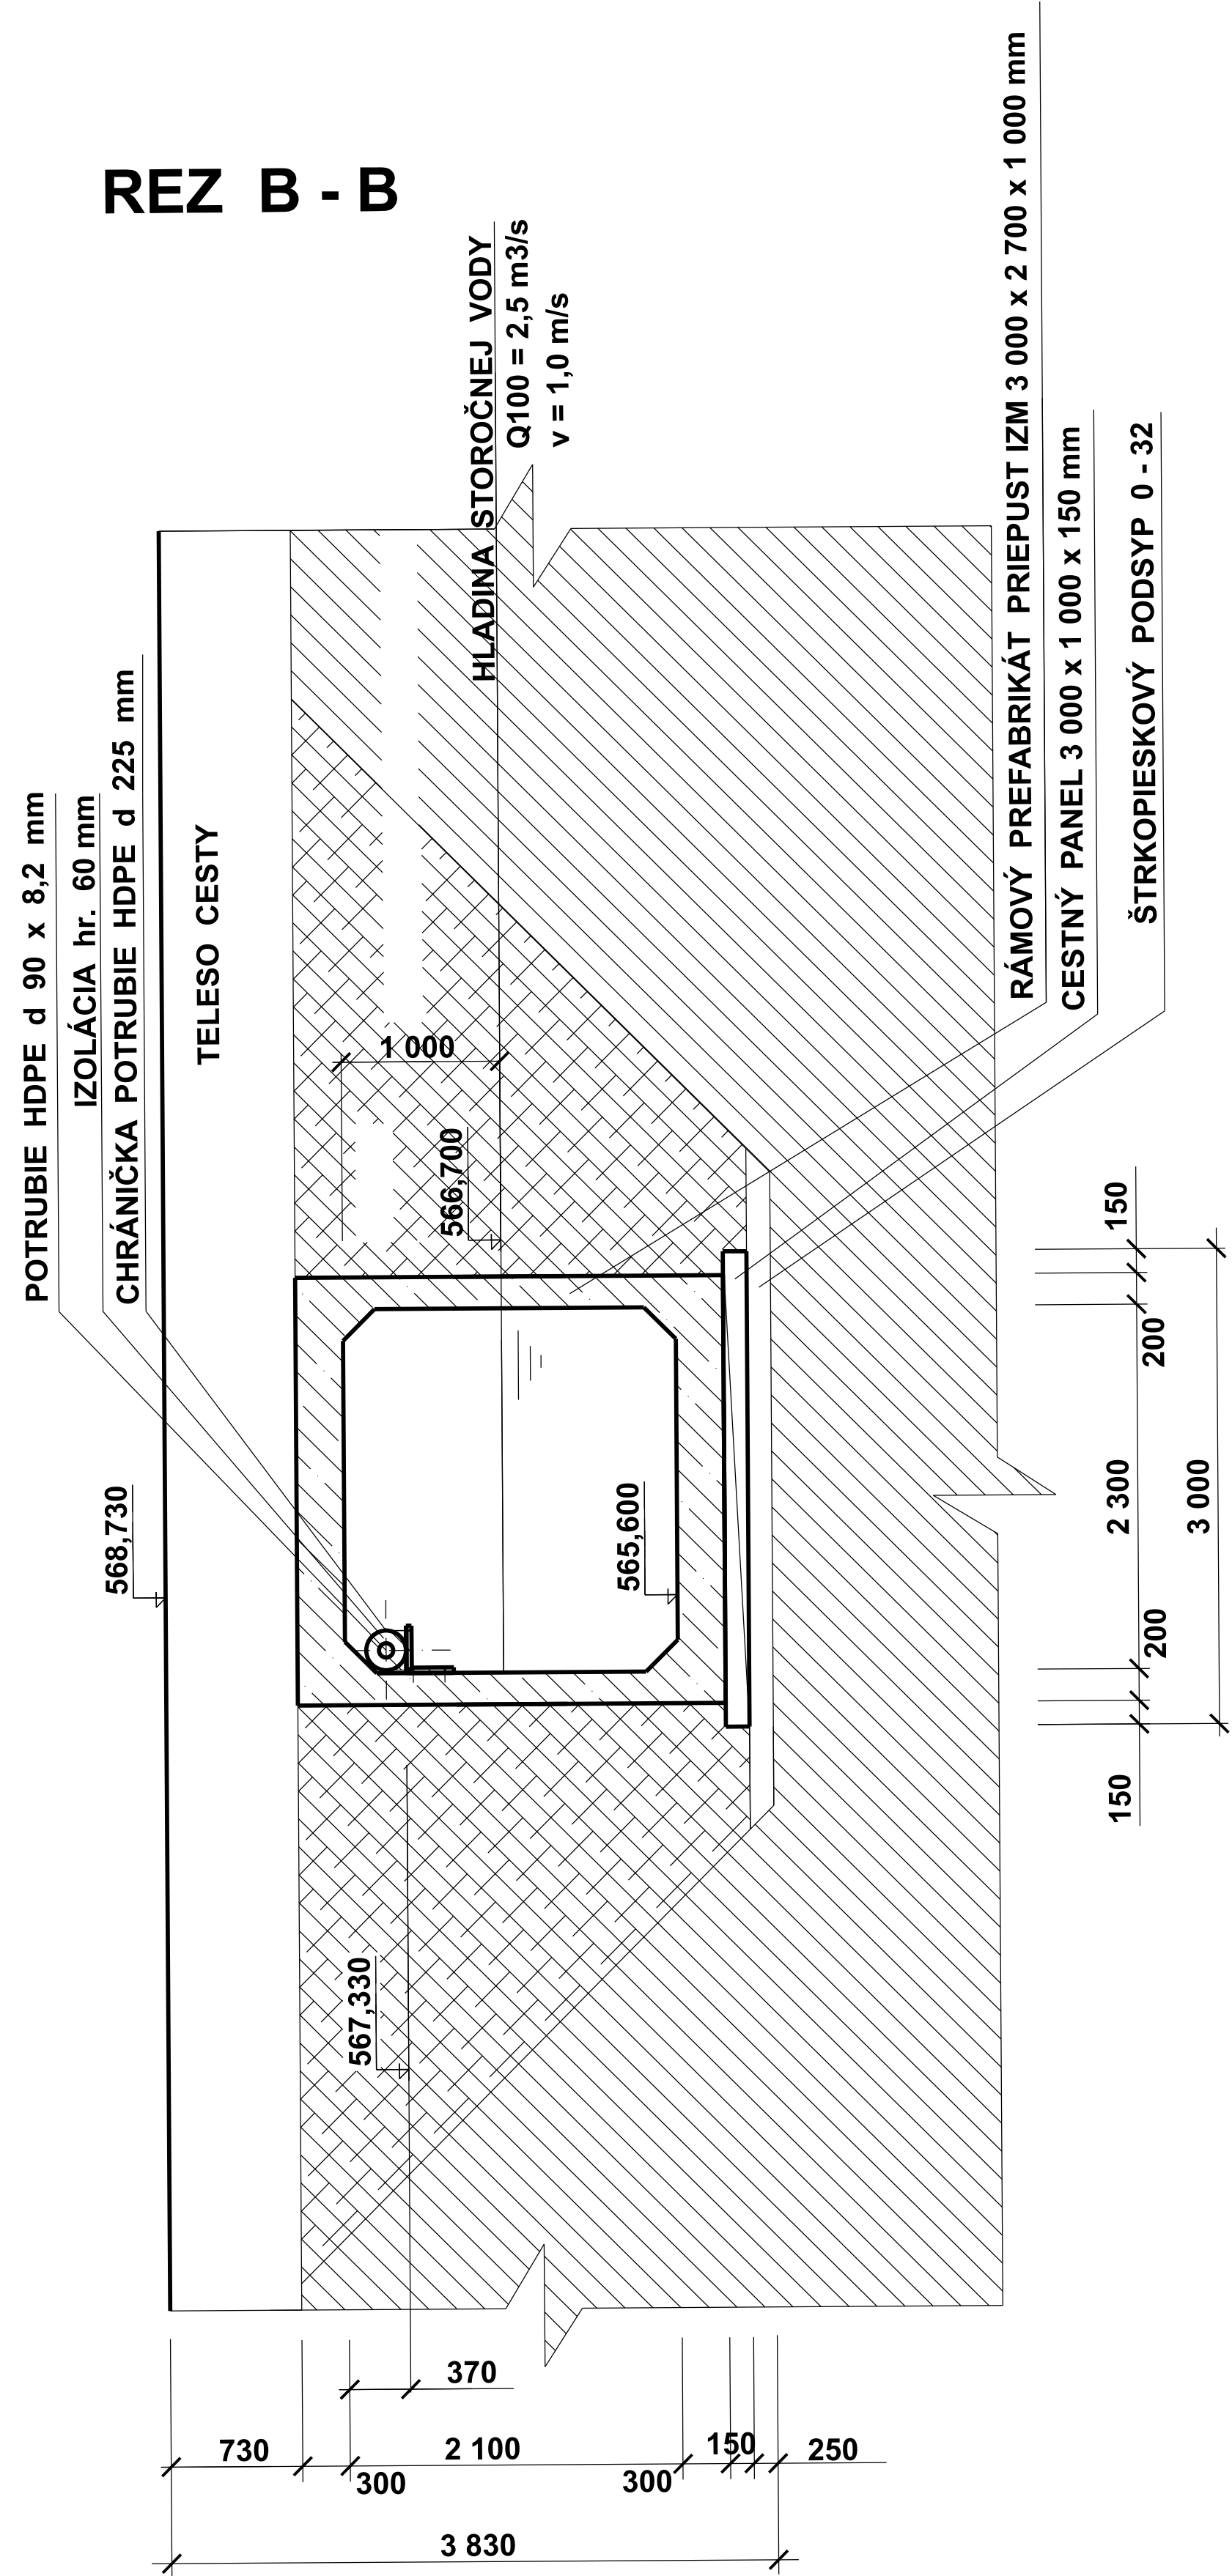 REZ B - B
HLADINA STOROČNEJ VODY
Q100 = 2,5 m3/s
v = 1,0 m/s
POTRUBIE HDPE d 90 x 8,2 mm
IZOLÁCIA hr. 60 mm
CHRÁNIČKA POTRUBIE HDPE d 225 mm
TELESO CESTY
RÁMOVÝ PREFABRIKÁT PRIEPUST IZM 3 000 x 2 700 x 1 000 mm
CESTNÝ PANEL 3 000 x 1 000 x 150 mm
ŠTRKOPIESKOVÝ PODSYP 0 - 32
1 000
566,700
568,730
565,600
567,330
150
200
2 300
3 000
200
150
370
730
300
2 100
300
150
250
3 830